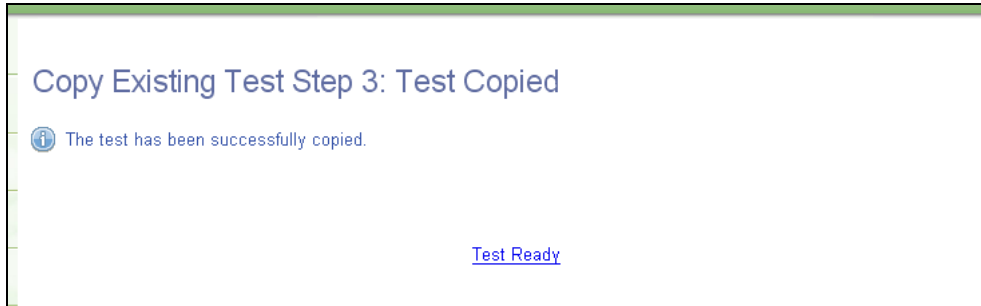 Copy Existing Test Step 3: Test Copied
The test has been successfully copied.
Test Ready